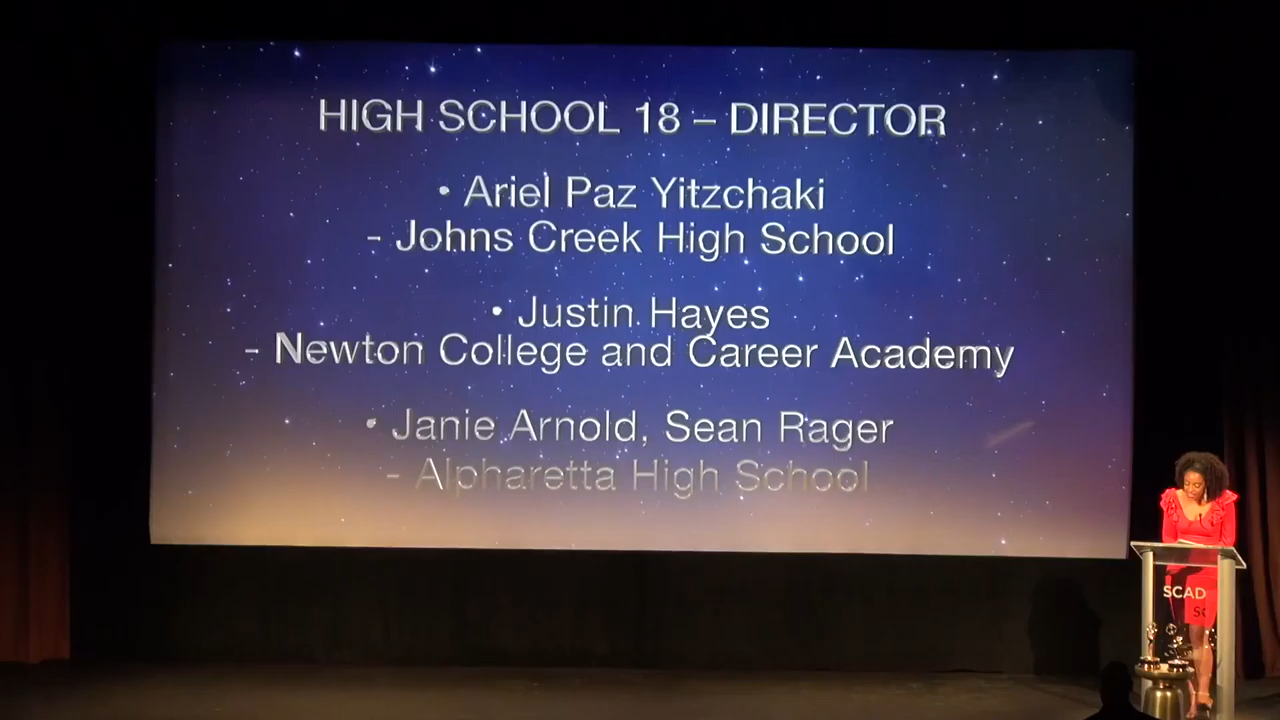 HIGH SCHOOL 18 – DIRECTOR
• Ariel Paz Yitzchaki
- Johns Creek High School
• Justin Hayes
- Newton College and Career Academy
• Janie Arnold, Sean Rager
- Alpharetta High School
SCAD
SC